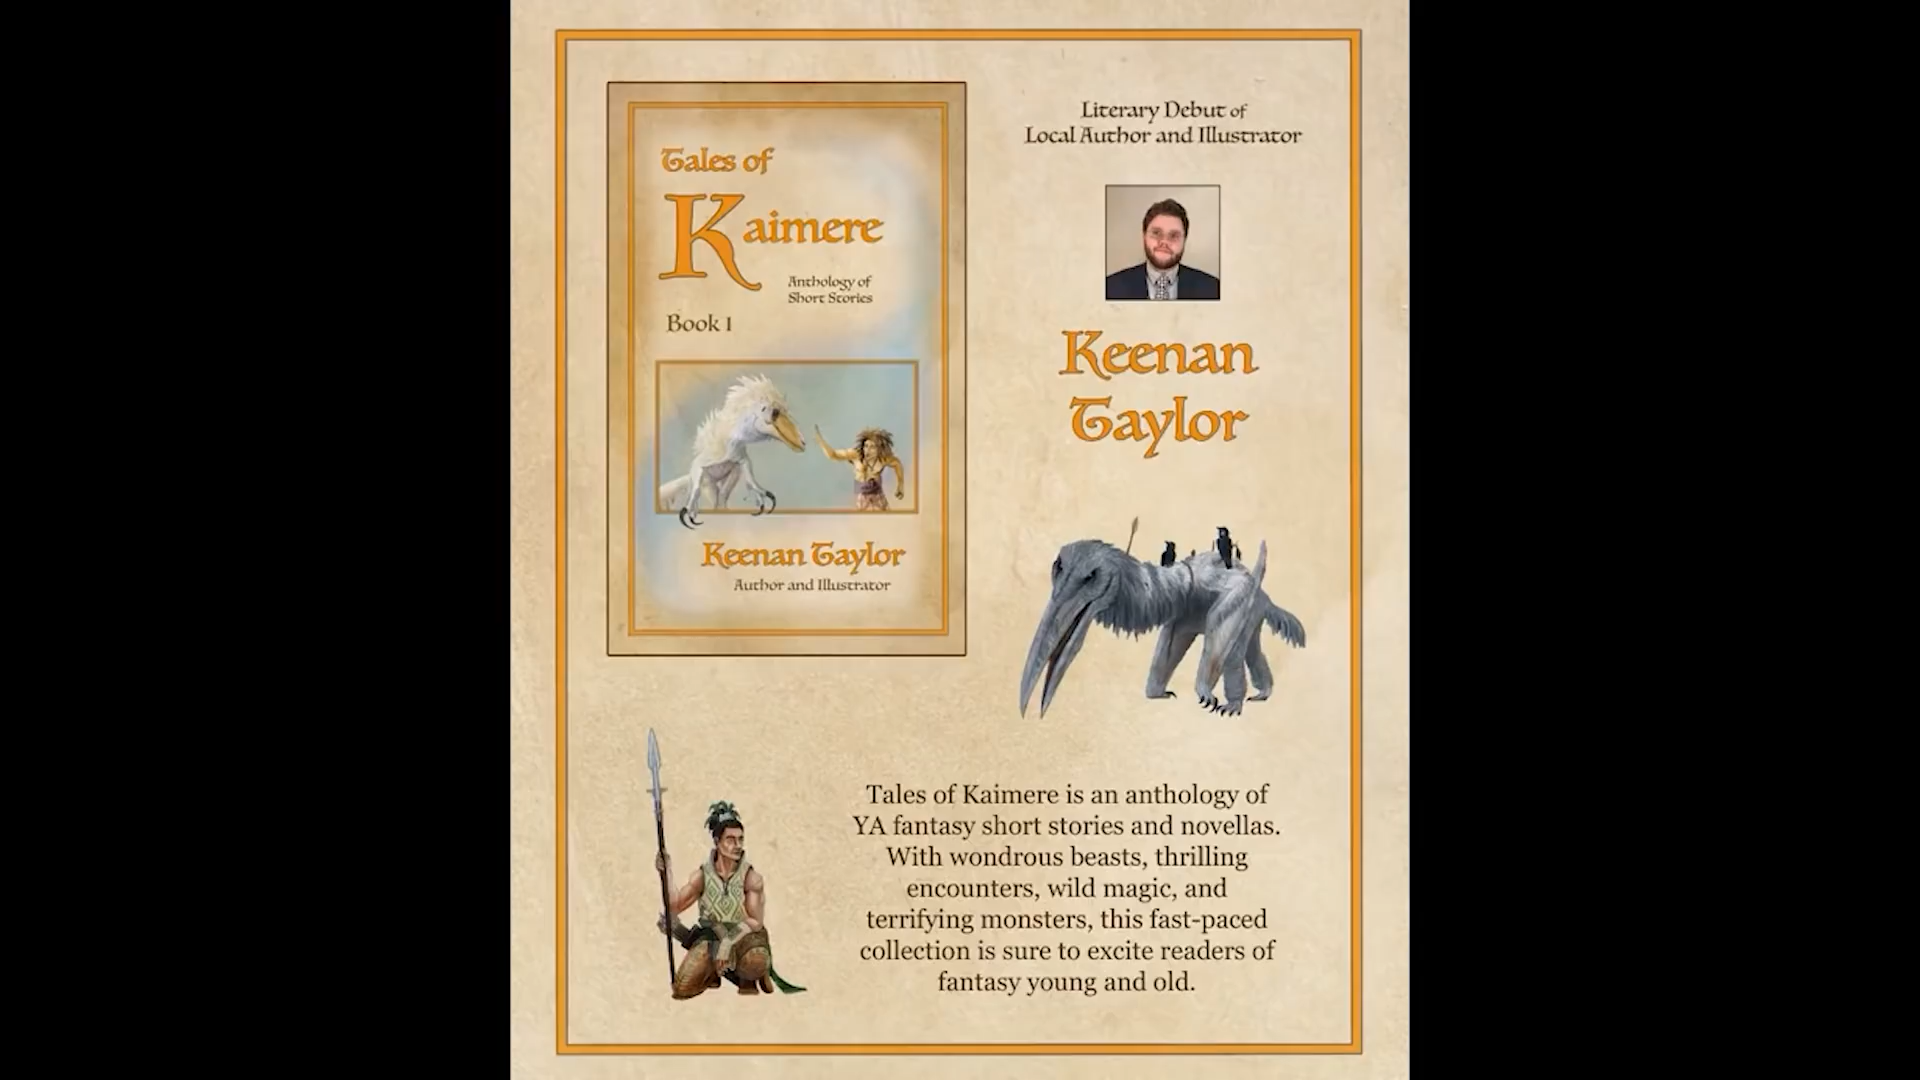 Tales of
Kaimere
Anthology of
Short Stories
Book 1
Keenan Taylor
Author and Illustrator
Literary Debut of
Local Author and Illustrator
Keenan
Taylor
Tales of Kaimere is an anthology of
YA fantasy short stories and novellas.
With wondrous beasts, thrilling
encounters, wild magic, and
terrifying monsters, this fast-paced
collection is sure to excite readers of
fantasy young and old.